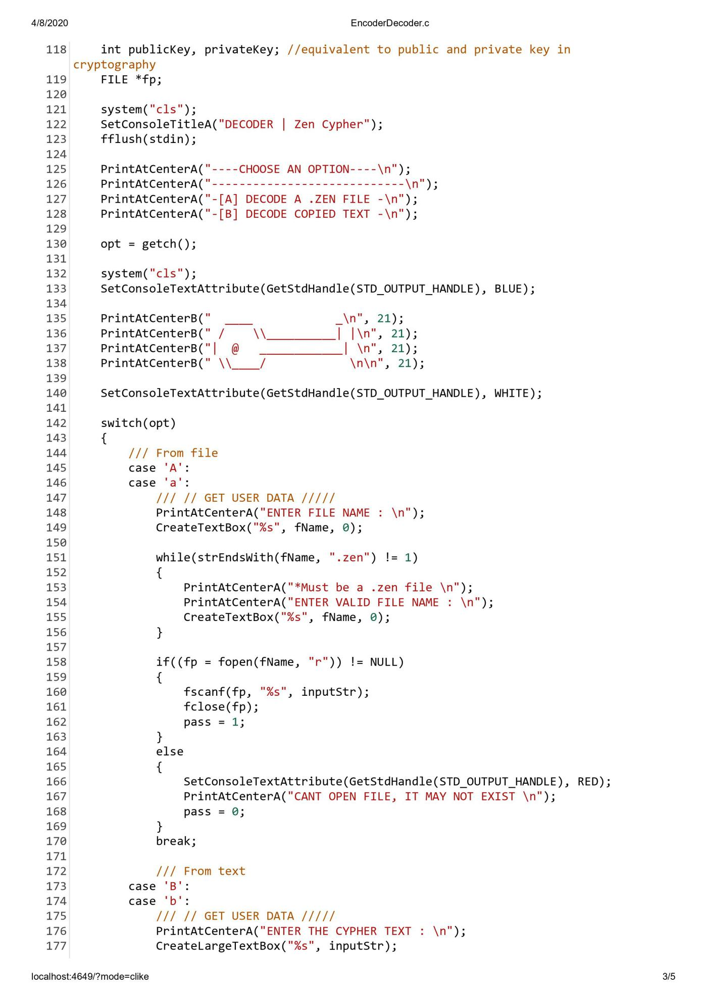 4/8/2020 EncoderDecoder.c
118     int publicKey, privateKey; //equivalent to public and private key in
cryptography
119     FILE *fp;
120
121     system("cls");
122     SetConsoleTitleA("DECODER | Zen Cypher");
123     fflush(stdin);
124
125     PrintAtCenterA("----CHOOSE AN OPTION----\n");
126     PrintAtCenterA("----------------------------\n");
127     PrintAtCenterA("-[A] DECODE A .ZEN FILE -\n");
128     PrintAtCenterA("-[B] DECODE COPIED TEXT -\n");
129
130     opt = getch();
131
132     system("cls");
133     SetConsoleTextAttribute(GetStdHandle(STD_OUTPUT_HANDLE), BLUE);
134
135     PrintAtCenterB("  ____            _\n", 21);
136     PrintAtCenterB(" /    \\__________| |\n", 21);
137     PrintAtCenterB("|  @   ____________| \n", 21);
138     PrintAtCenterB(" \\____/            \n\n", 21);
139
140     SetConsoleTextAttribute(GetStdHandle(STD_OUTPUT_HANDLE), WHITE);
141
142     switch(opt)
143     {
144         /// From file
145         case 'A':
146         case 'a':
147             /// // GET USER DATA /////
148             PrintAtCenterA("ENTER FILE NAME : \n");
149             CreateTextBox("%s", fName, 0);
150
151             while(strEndsWith(fName, ".zen") != 1)
152             {
153                 PrintAtCenterA("*Must be a .zen file \n");
154                 PrintAtCenterA("ENTER VALID FILE NAME : \n");
155                 CreateTextBox("%s", fName, 0);
156             }
157
158             if((fp = fopen(fName, "r")) != NULL)
159             {
160                 fscanf(fp, "%s", inputStr);
161                 fclose(fp);
162                 pass = 1;
163             }
164             else
165             {
166                 SetConsoleTextAttribute(GetStdHandle(STD_OUTPUT_HANDLE), RED);
167                 PrintAtCenterA("CANT OPEN FILE, IT MAY NOT EXIST \n");
168                 pass = 0;
169             }
170             break;
171
172             /// From text
173         case 'B':
174         case 'b':
175             /// // GET USER DATA /////
176             PrintAtCenterA("ENTER THE CYPHER TEXT : \n");
177             CreateLargeTextBox("%s", inputStr);
localhost:4649/?mode=clike 3/5